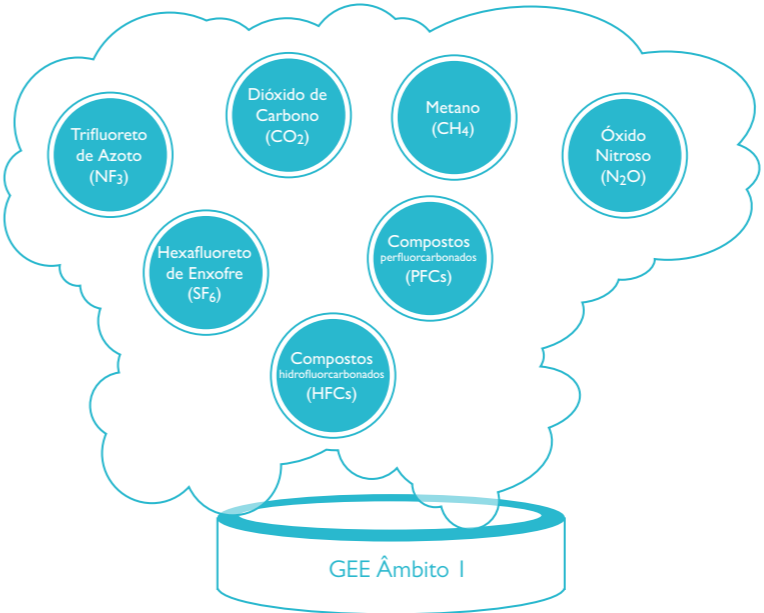 Trifluoreto
de Azoto
(NF₃)
Dióxido de
Carbono
(CO₂)
Metano
(CH₄)
Óxido
Nitroso
(N₂O)
Hexafluoreto
de Enxofre
(SF₆)
Compostos
perfluorcarbonados
(PFCs)
Compostos
hidrofluorcarbonados
(HFCs)
GEE Âmbito 1